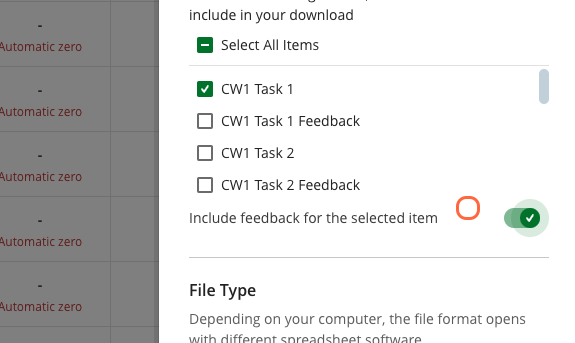 include in your download
Select All Items
CW1 Task 1
CW1 Task 1 Feedback
CW1 Task 2
CW1 Task 2 Feedback
Include feedback for the selected item
File Type
Depending on your computer, the file format opens
with different spreadsheet software.
-
Automatic zero
-
Automatic zero
-
Automatic zero
-
Automatic zero
-
Automatic zero